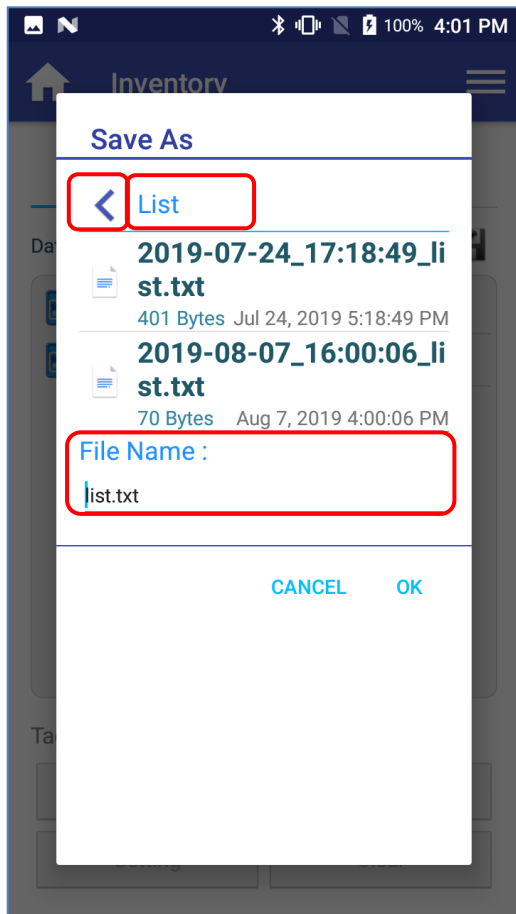 100% 4:01 PM
Inventory
Save As
List
2019-07-24_17:18:49_li
st.txt
401 Bytes Jul 24, 2019 5:18:49 PM
2019-08-07_16:00:06_li
st.txt
70 Bytes Aug 7, 2019 4:00:06 PM
File Name :
list.txt
CANCEL OK